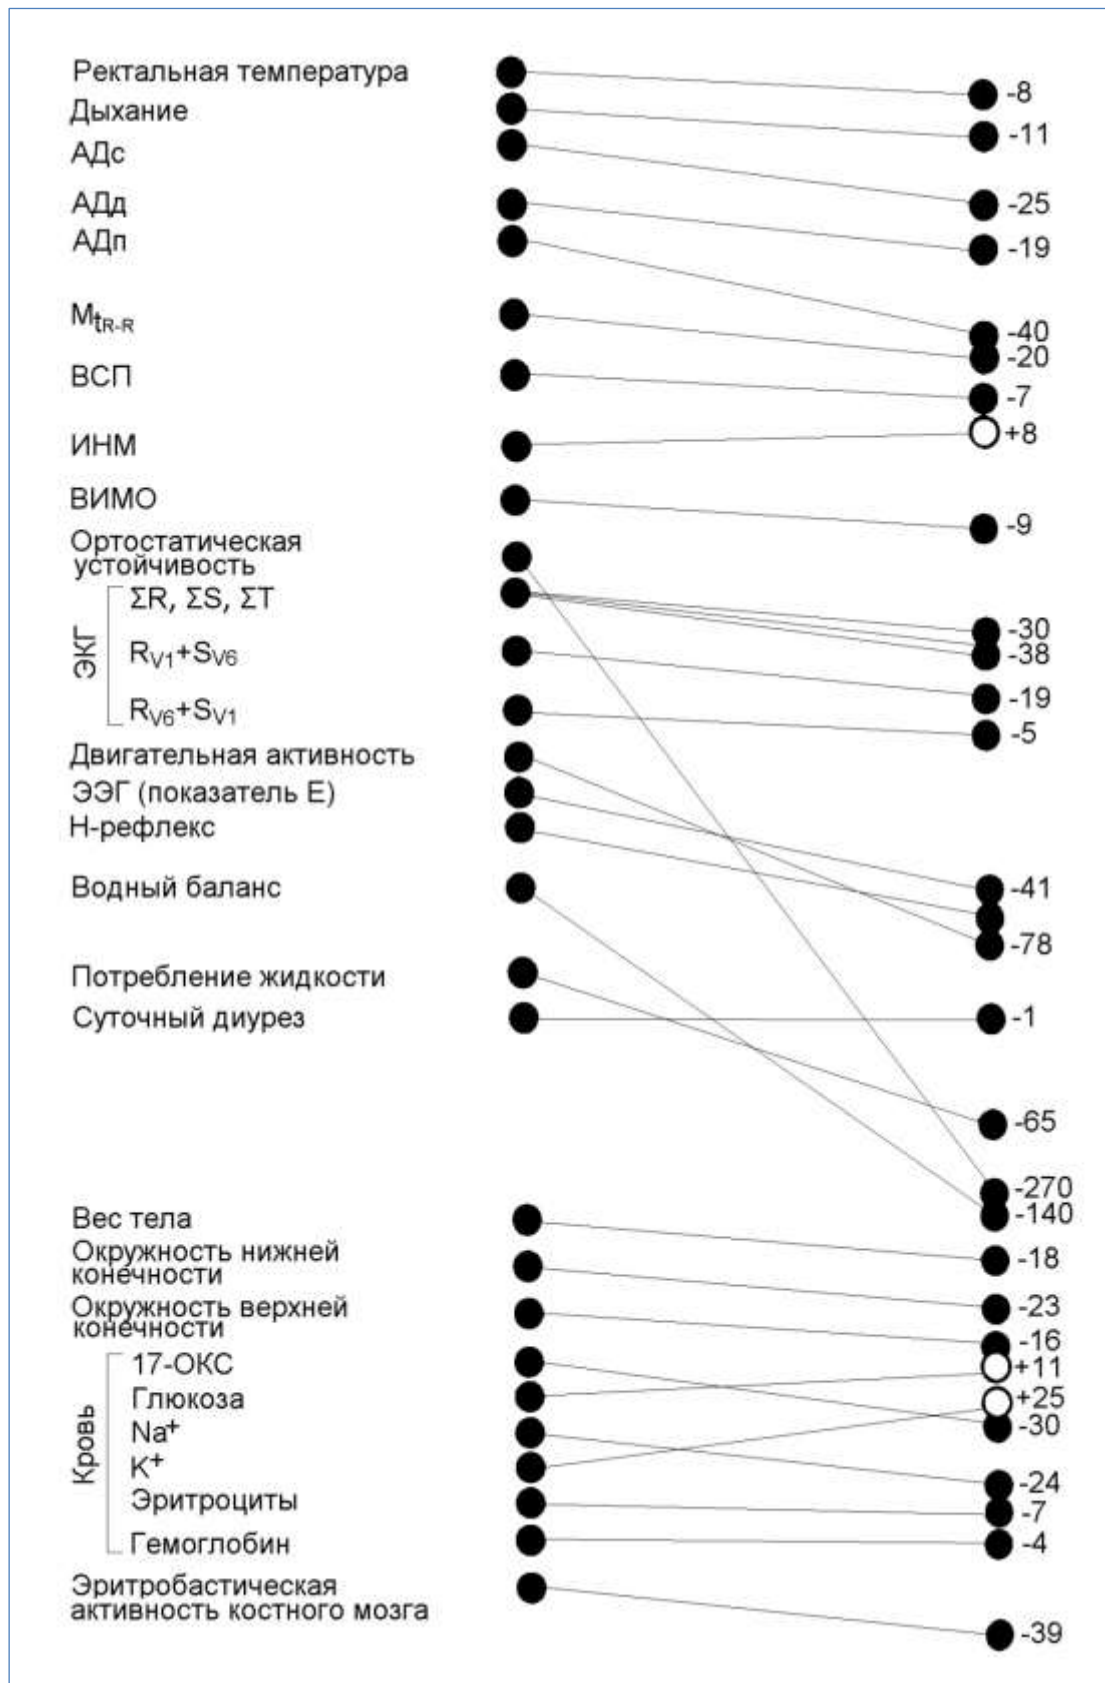 Ректальная температура
-8
Дыхание
-11
АДс
-25
АДд
-19
АДп
-40
MtR-R
-20
ВСП
-7
ИНМ
+8
ВИМО
-9
Ортостатическая
устойчивость
-270
ЭКГ
ΣR, ΣS, ΣT
-30
-38
RV1+SV6
-19
RV6+SV1
-5
Двигательная активность
ЭЭГ (показатель Е)
Н-рефлекс
-41
-78
Водный баланс
-140
Потребление жидкости
-65
Суточный диурез
-1
Вес тела
-18
Окружность нижней
конечности
-23
Окружность верхней
конечности
-16
Кровь
17-ОКС
+11
Глюкоза
+25
-30
Na+
K+
-24
Эритроциты
-7
Гемоглобин
-4
Эритробастическая
активность костного мозга
-39